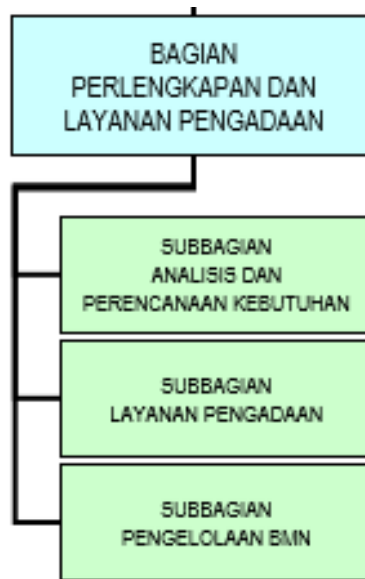 BAGIAN
PERLENGKAPAN DAN
LAYANAN PENGADAAN
SUBBAGIAN
ANALISIS DAN
PERENCANAAN KEBUTUHAN
SUBBAGIAN
LAYANAN PENGADAAN
SUBBAGIAN
PENGELOLAAN BMN